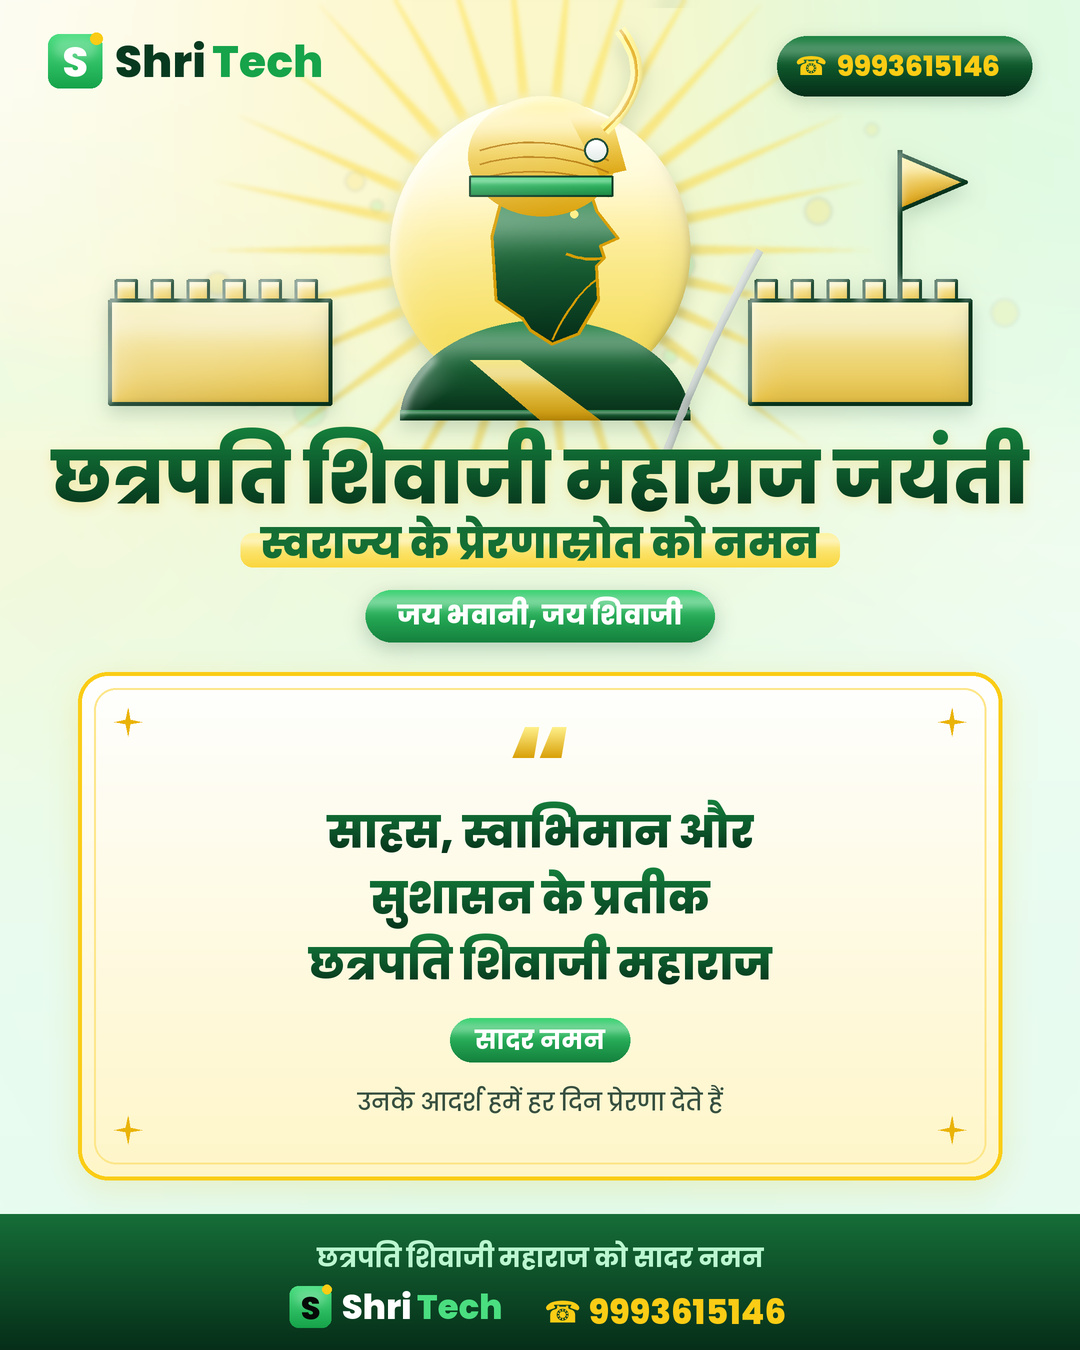 S Shri Tech
☎ 9993615146
छत्रपति शिवाजी महाराज जयंती
स्वराज्य के प्रेरणास्रोत को नमन
जय भवानी, जय शिवाजी
"
साहस, स्वाभिमान और
सुशासन के प्रतीक
छत्रपति शिवाजी महाराज
सादर नमन
उनके आदर्श हमें हर दिन प्रेरणा देते हैं
छत्रपति शिवाजी महाराज को सादर नमन
S Shri Tech ☎ 9993615146